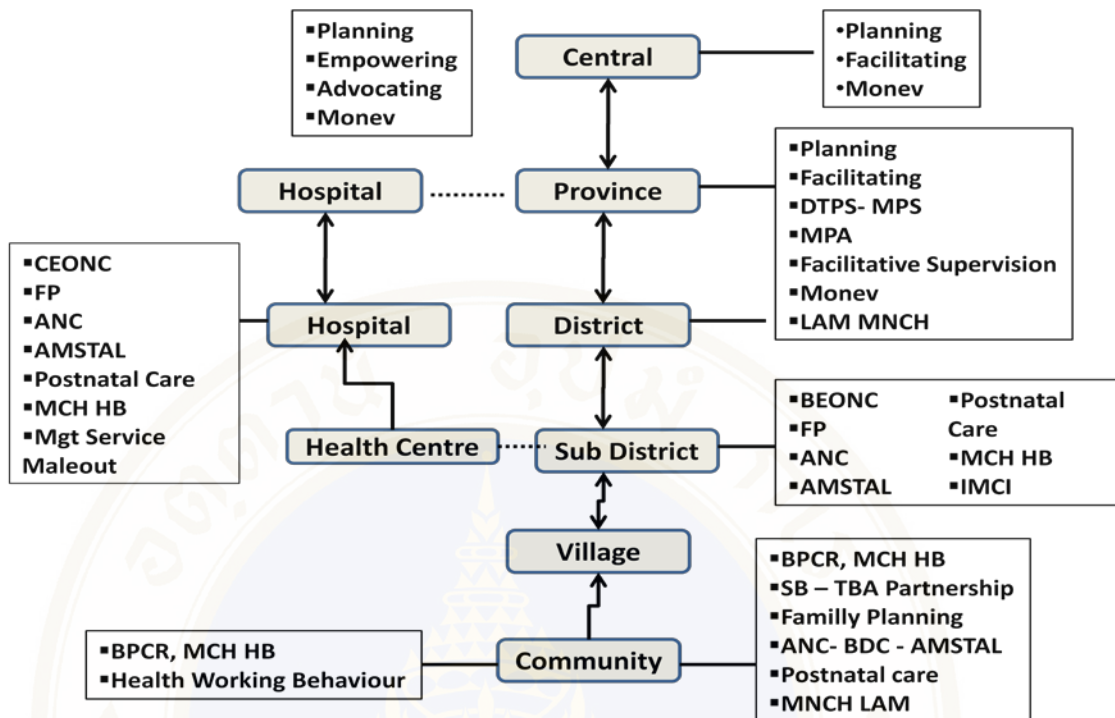 ▪Planning
▪Empowering
▪Advocating
▪Monev
Central
•Planning
•Facilitating
•Monev
Hospital
Province
▪Planning
▪Facilitating
▪DTPS- MPS
▪MPA
▪Facilitative Supervision
▪Monev
▪LAM MNCH
▪CEONC
▪FP
▪ANC
▪AMSTAL
▪Postnatal Care
▪MCH HB
▪Mgt Service
Maleout
Hospital
District
Health Centre
Sub District
▪BEONC
▪FP
▪ANC
▪AMSTAL
▪Postnatal
Care
▪MCH HB
▪IMCI
Village
▪BPCR, MCH HB
▪Health Working Behaviour
Community
▪BPCR, MCH HB
▪SB – TBA Partnership
▪Familly Planning
▪ANC- BDC - AMSTAL
▪Postnatal care
▪MNCH LAM